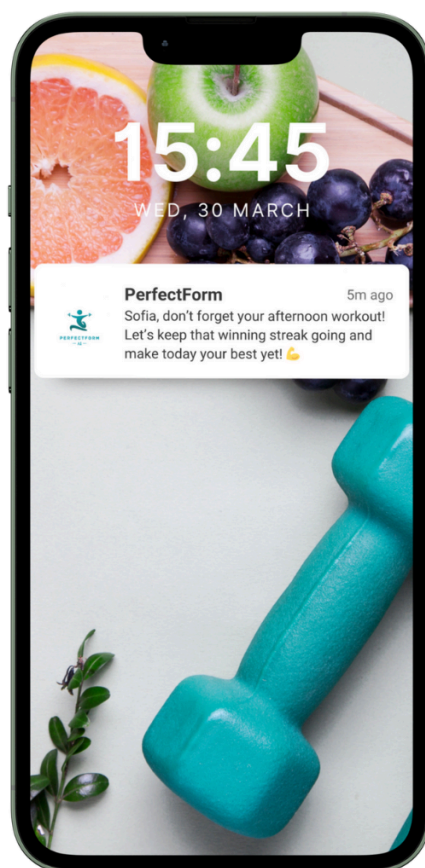 15:45
WED, 30 MARCH
PerfectForm
5m ago
Sofia, don’t forget your afternoon workout!
Let’s keep that winning streak going and
make today your best yet! 💪
PERFECTFORM